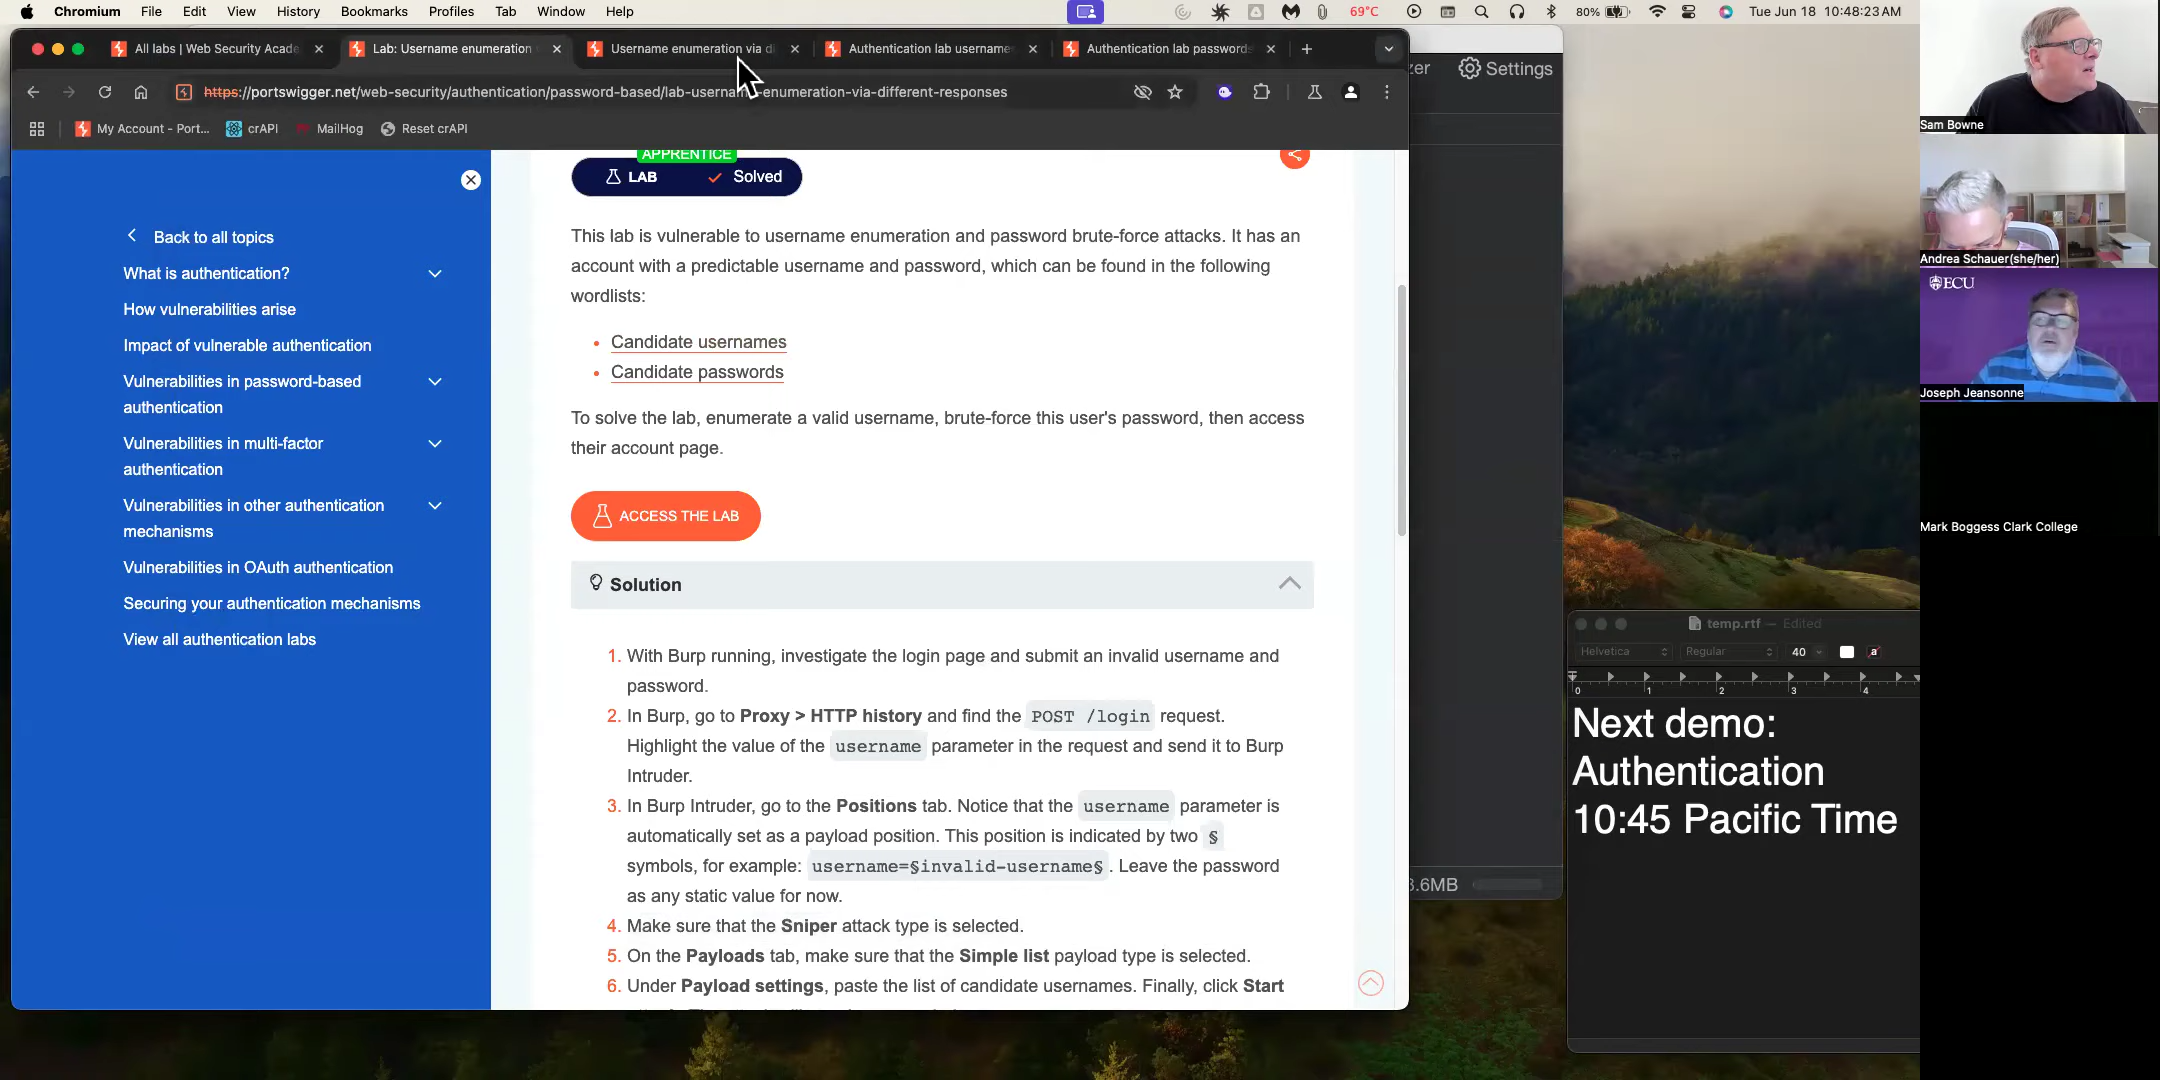 Chromium File Edit View History Bookmarks Profiles Tab Window Help 69°C 80% Tue Jun 18 10:48:23 AM
All labs | Web Security Acade Lab: Username enumeration Username enumeration via di Authentication lab username Authentication lab passwords
https://portswigger.net/web-security/authentication/password-based/lab-username-enumeration-via-different-responses
My Account - Port... crAPI MailHog Reset crAPI
zer Settings
Back to all topics
What is authentication?
How vulnerabilities arise
Impact of vulnerable authentication
Vulnerabilities in password-based
authentication
Vulnerabilities in multi-factor
authentication
Vulnerabilities in other authentication
mechanisms
Vulnerabilities in OAuth authentication
Securing your authentication mechanisms
View all authentication labs
APPRENTICE
LAB Solved
This lab is vulnerable to username enumeration and password brute-force attacks. It has an
account with a predictable username and password, which can be found in the following
wordlists:
• Candidate usernames
• Candidate passwords
To solve the lab, enumerate a valid username, brute-force this user's password, then access
their account page.
ACCESS THE LAB
Solution
1. With Burp running, investigate the login page and submit an invalid username and
password.
2. In Burp, go to Proxy > HTTP history and find the POST /login request.
Highlight the value of the username parameter in the request and send it to Burp
Intruder.
3. In Burp Intruder, go to the Positions tab. Notice that the username parameter is
automatically set as a payload position. This position is indicated by two §
symbols, for example: username=§invalid-username§ . Leave the password
as any static value for now.
4. Make sure that the Sniper attack type is selected.
5. On the Payloads tab, make sure that the Simple list payload type is selected.
6. Under Payload settings, paste the list of candidate usernames. Finally, click Start
8.6MB
temp.rtf — Edited
Helvetica Regular 40 a
0 1 2 3 4
Next demo:
Authentication
10:45 Pacific Time
Sam Bowne
Andrea Schauer(she/her)
ECU
Joseph Jeansonne
Mark Boggess Clark College